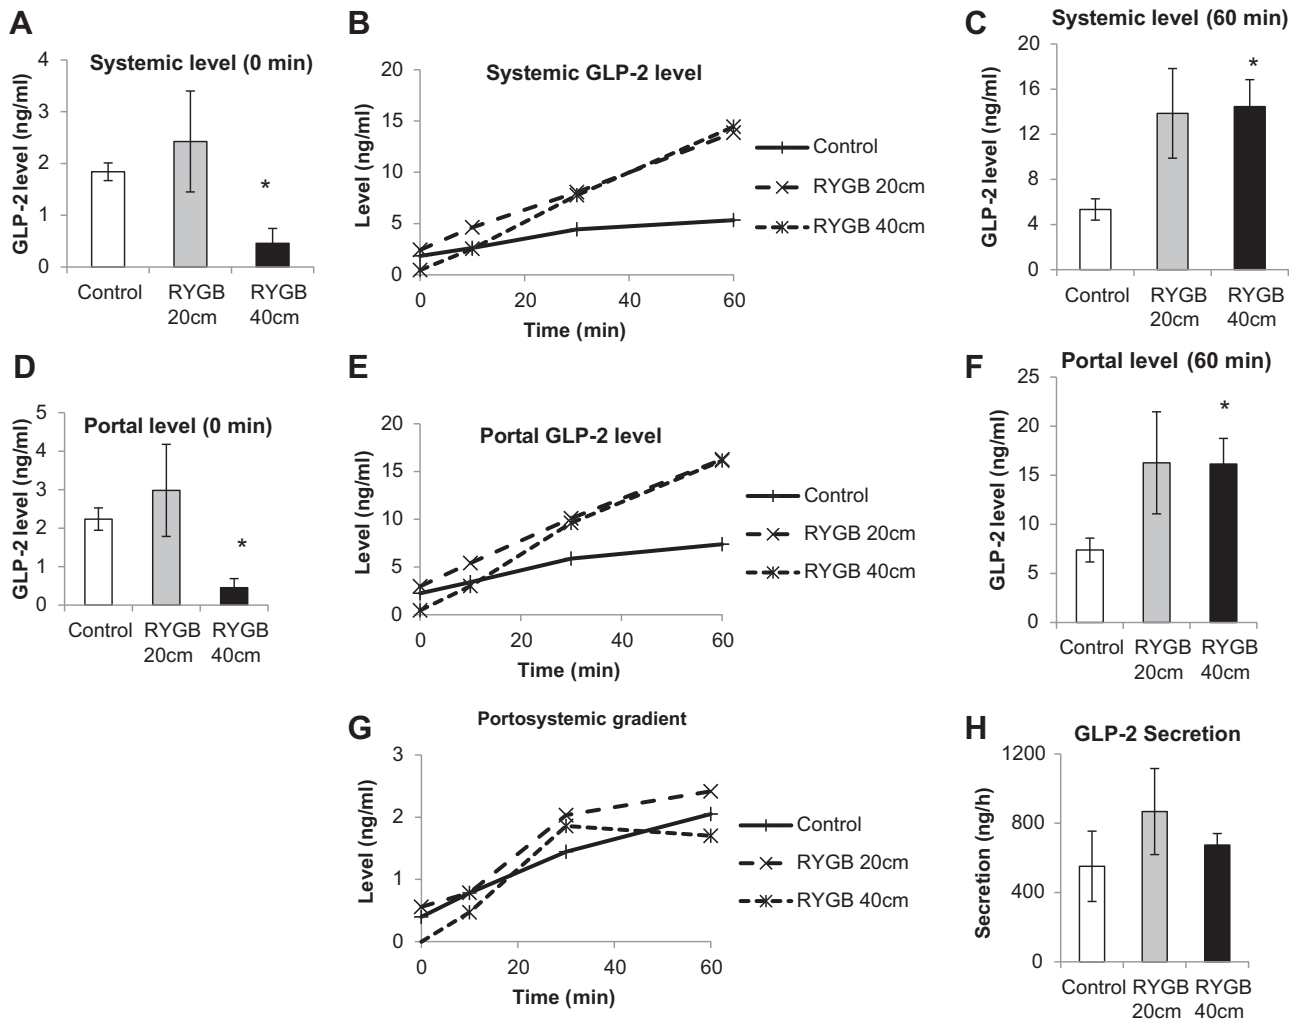 A
Systemic level (0 min)
GLP-2 level (ng/ml)
4
3
2
1
0
*
Control
RYGB 20cm
RYGB 40cm
B
Systemic GLP-2 level
Level (ng/ml)
20
15
10
5
0
0
20
40
60
Time (min)
Control
RYGB 20cm
RYGB 40cm
C
Systemic level (60 min)
GLP-2 level (ng/ml)
20
16
12
8
4
0
*
Control
RYGB 20cm
RYGB 40cm
D
Portal level (0 min)
GLP-2 level (ng/ml)
5
4
3
2
1
0
*
Control
RYGB 20cm
RYGB 40cm
E
Portal GLP-2 level
Level (ng/ml)
20
15
10
5
0
0
20
40
60
Time (min)
Control
RYGB 20cm
RYGB 40cm
F
Portal level (60 min)
GLP-2 level (ng/ml)
25
20
15
10
5
0
*
Control
RYGB 20cm
RYGB 40cm
G
Portosystemic gradient
Level (ng/ml)
3
2
1
0
0
20
40
60
Time (min)
Control
RYGB 20cm
RYGB 40cm
H
GLP-2 Secretion
Secretion (ng/h)
1200
800
400
0
Control
RYGB 20cm
RYGB 40cm